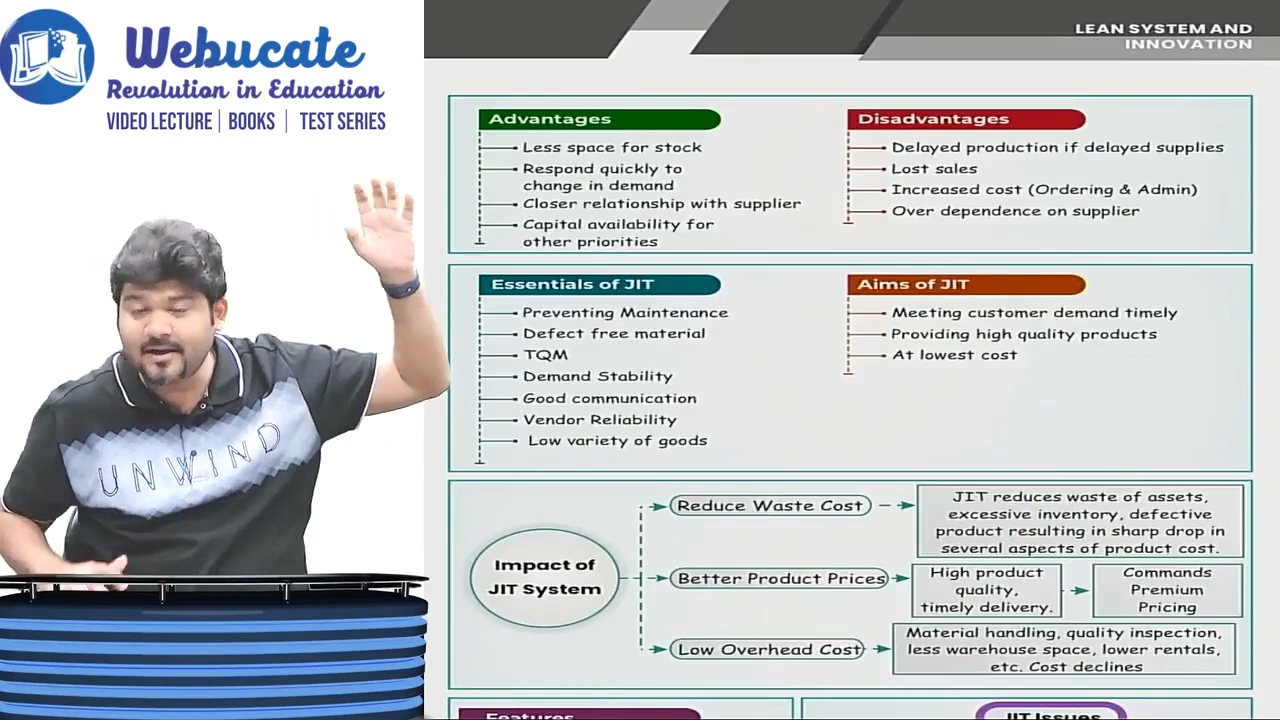 Webucate
Revolution in Education
VIDEO LECTURE | BOOKS | TEST SERIES
UNWIND
LEAN SYSTEM AND
INNOVATION
Advantages
Less space for stock
Respond quickly to
change in demand
Closer relationship with supplier
Capital availability for
other priorities
Disadvantages
Delayed production if delayed supplies
Lost sales
Increased cost (Ordering & Admin)
Over dependence on supplier
Essentials of JIT
Preventing Maintenance
Defect free material
TQM
Demand Stability
Good communication
Vendor Reliability
Low variety of goods
Aims of JIT
Meeting customer demand timely
Providing high quality products
At lowest cost
Impact of
JIT System
Reduce Waste Cost
JIT reduces waste of assets,
excessive inventory, defective
product resulting in sharp drop in
several aspects of product cost.
Better Product Prices
High product
quality,
timely delivery.
Commands
Premium
Pricing
Low Overhead Cost
Material handling, quality inspection,
less warehouse space, lower rentals,
etc. Cost declines
Features
JIT Issues